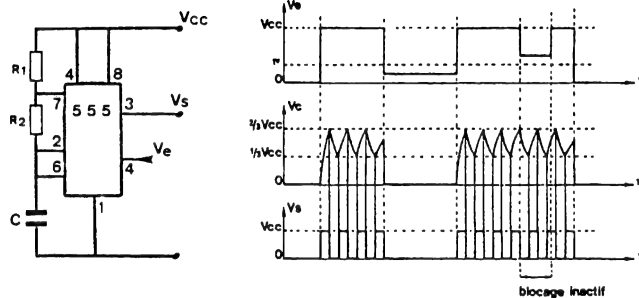 VCC
R1
4
8
7
3
Vs
R2
5 5 5
2
Ve
6
4
C
1
Ve
VCC
0
Vc
2/3VCC
1/3VCC
0
Vs
VCC
0
blocage inactif